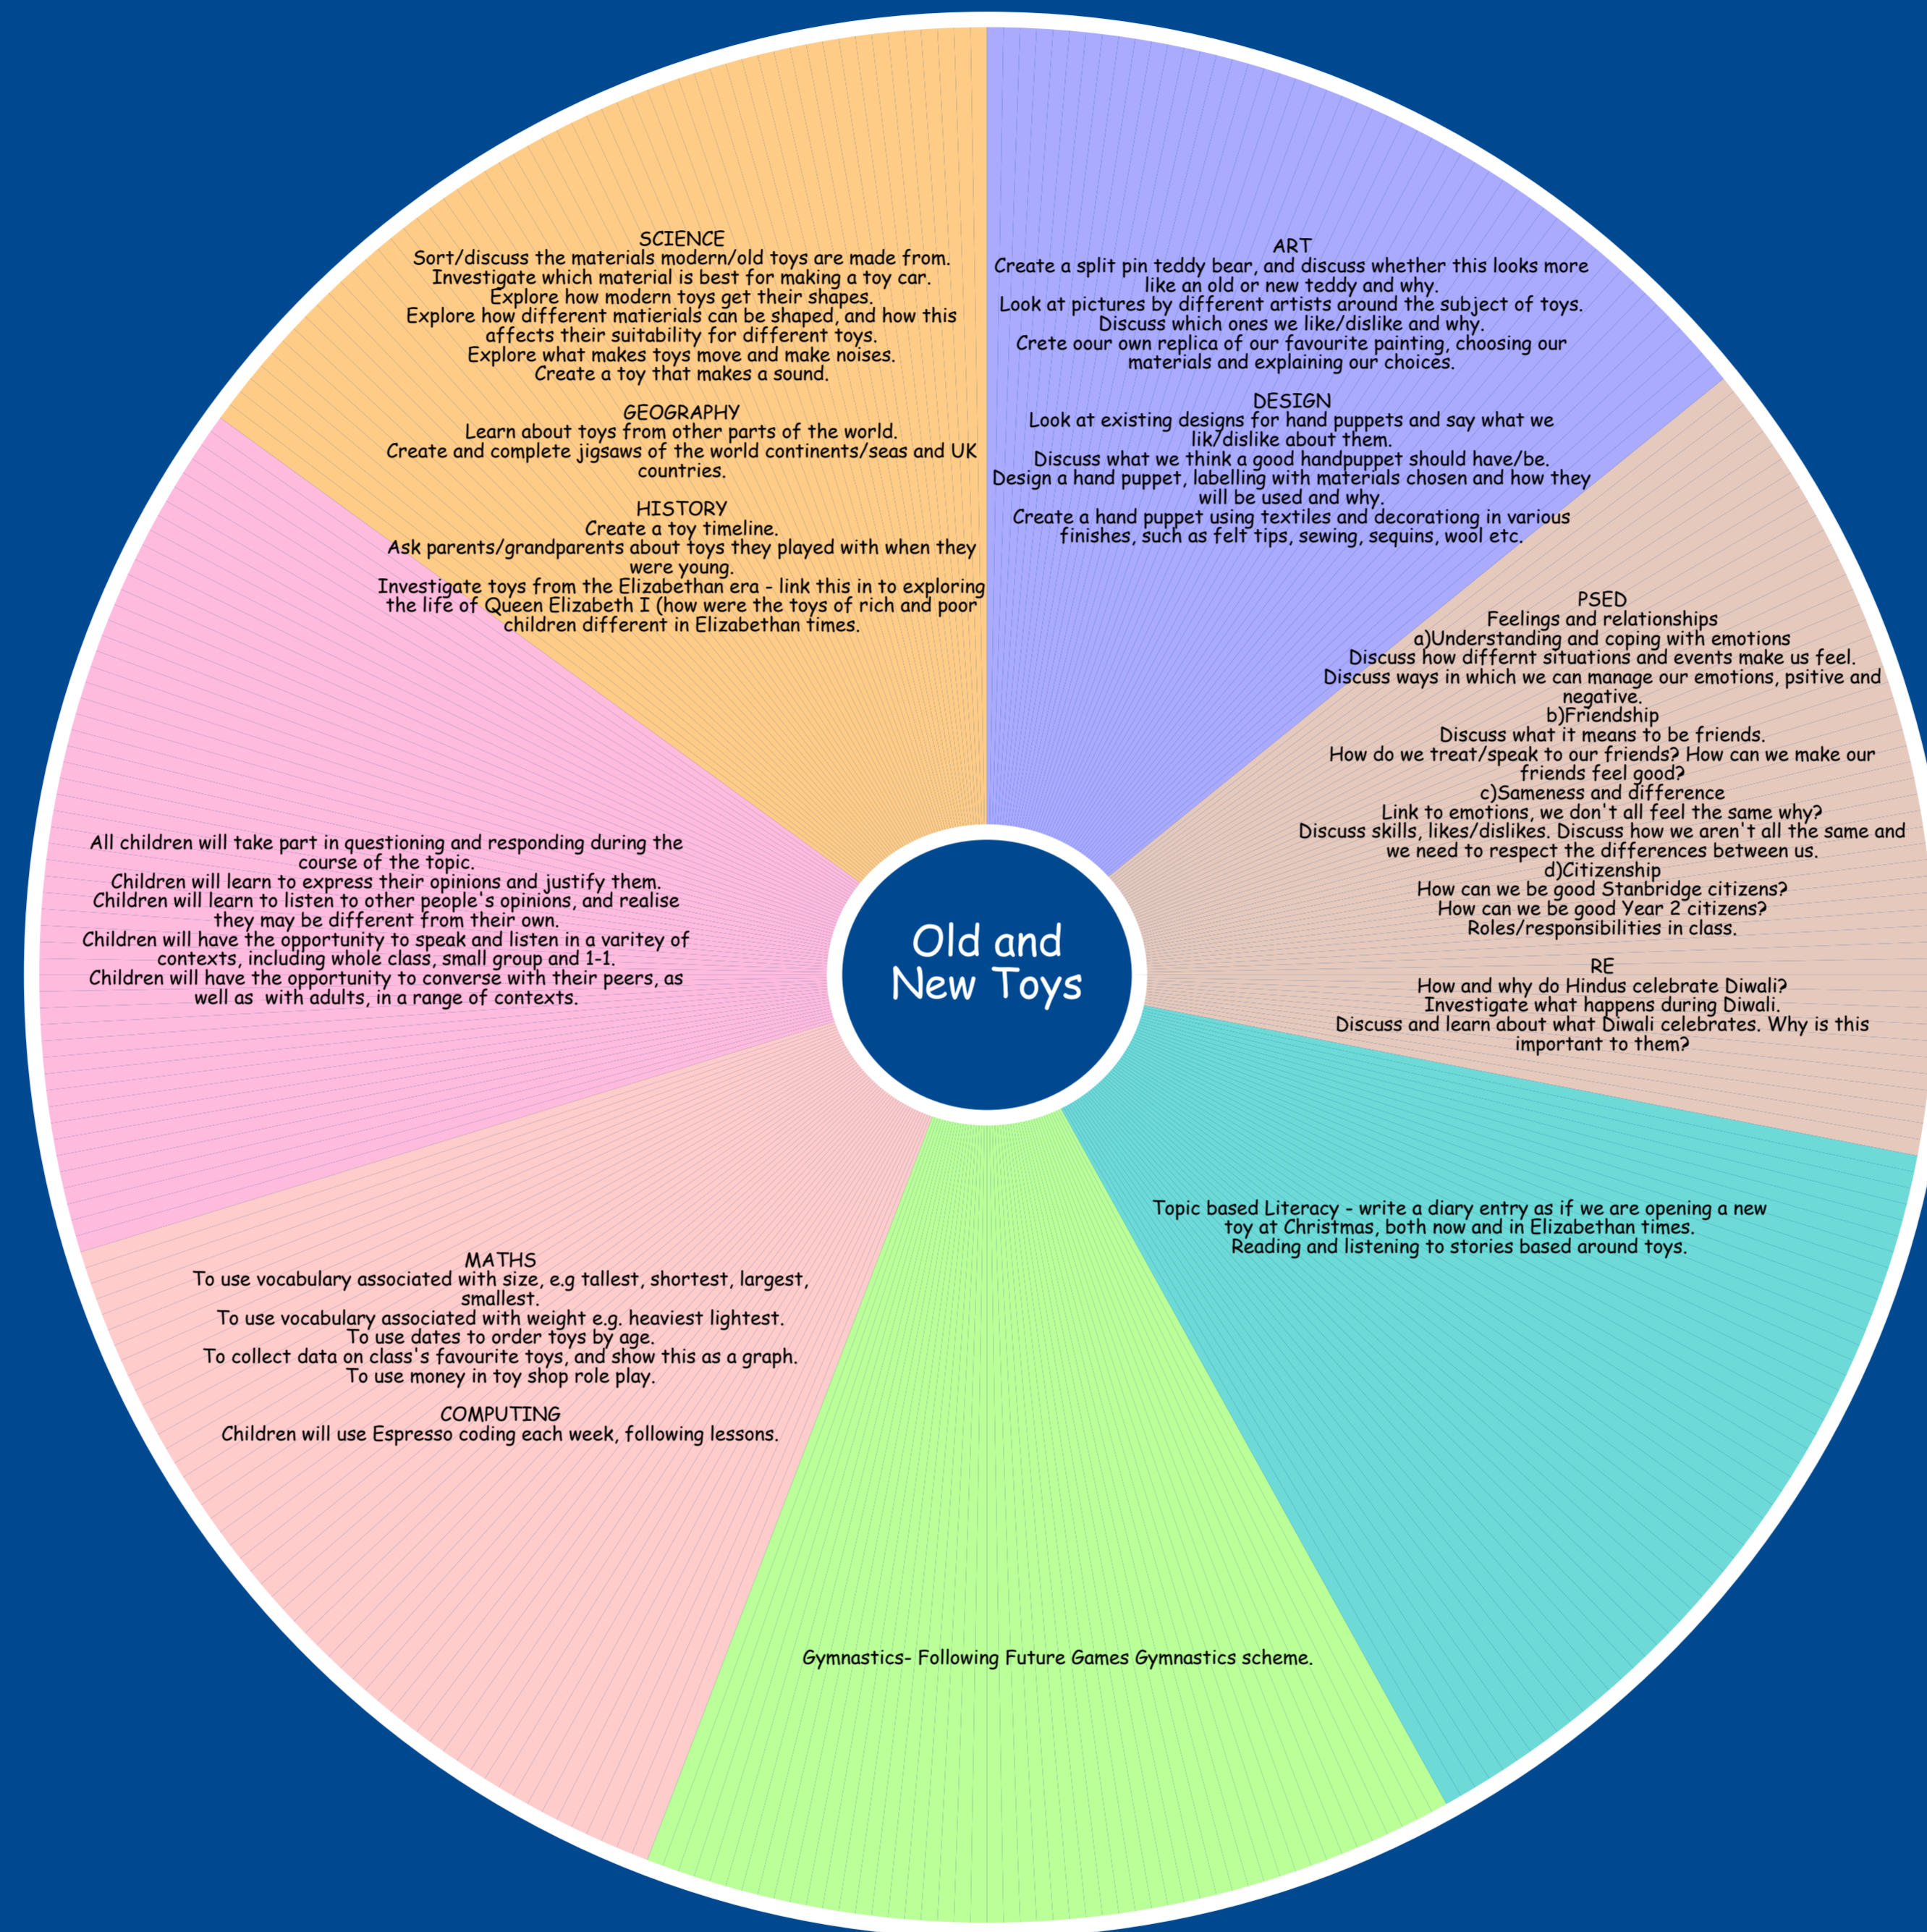 Old and
New Toys
ART
Create a split pin teddy bear, and discuss whether this looks more
like an old or new teddy and why.
Look at pictures by different artists around the subject of toys.
Discuss which ones we like/dislike and why.
Crete oour own replica of our favourite painting, choosing our
materials and explaining our choices.
DESIGN
Look at existing designs for hand puppets and say what we
lik/dislike about them.
Discuss what we think a good handpuppet should have/be.
Design a hand puppet, labelling with materials chosen and how they
will be used and why.
Create a hand puppet using textiles and decorationg in various
finishes, such as felt tips, sewing, sequins, wool etc.
PSED
Feelings and relationships
a)Understanding and coping with emotions
Discuss how differnt situations and events make us feel.
Discuss ways in which we can manage our emotions, psitive and
negative.
b)Friendship
Discuss what it means to be friends.
How do we treat/speak to our friends? How can we make our
friends feel good?
c)Sameness and difference
Link to emotions, we don't all feel the same why?
Discuss skills, likes/dislikes. Discuss how we aren't all the same and
we need to respect the differences between us.
d)Citizenship
How can we be good Stanbridge citizens?
How can we be good Year 2 citizens?
Roles/responsibilities in class.
RE
How and why do Hindus celebrate Diwali?
Investigate what happens during Diwali.
Discuss and learn about what Diwali celebrates. Why is this
important to them?
Topic based Literacy - write a diary entry as if we are opening a new
toy at Christmas, both now and in Elizabethan times.
Reading and listening to stories based around toys.
Gymnastics- Following Future Games Gymnastics scheme.
MATHS
To use vocabulary associated with size, e.g tallest, shortest, largest,
smallest.
To use vocabulary associated with weight e.g. heaviest lightest.
To use dates to order toys by age.
To collect data on class's favourite toys, and show this as a graph.
To use money in toy shop role play.
COMPUTING
Children will use Espresso coding each week, following lessons.
All children will take part in questioning and responding during the
course of the topic.
Children will learn to express their opinions and justify them.
Children will learn to listen to other people's opinions, and realise
they may be different from their own.
Children will have the opportunity to speak and listen in a varitey of
contexts, including whole class, small group and 1-1.
Children will have the opportunity to converse with their peers, as
well as  with adults, in a range of contexts.
SCIENCE
Sort/discuss the materials modern/old toys are made from.
Investigate which material is best for making a toy car.
Explore how modern toys get their shapes.
Explore how different matierials can be shaped, and how this
affects their suitability for different toys.
Explore what makes toys move and make noises.
Create a toy that makes a sound.
GEOGRAPHY
Learn about toys from other parts of the world.
Create and complete jigsaws of the world continents/seas and UK
countries.
HISTORY
Create a toy timeline.
Ask parents/grandparents about toys they played with when they
were young.
Investigate toys from the Elizabethan era - link this in to exploring
the life of Queen Elizabeth I (how were the toys of rich and poor
children different in Elizabethan times.